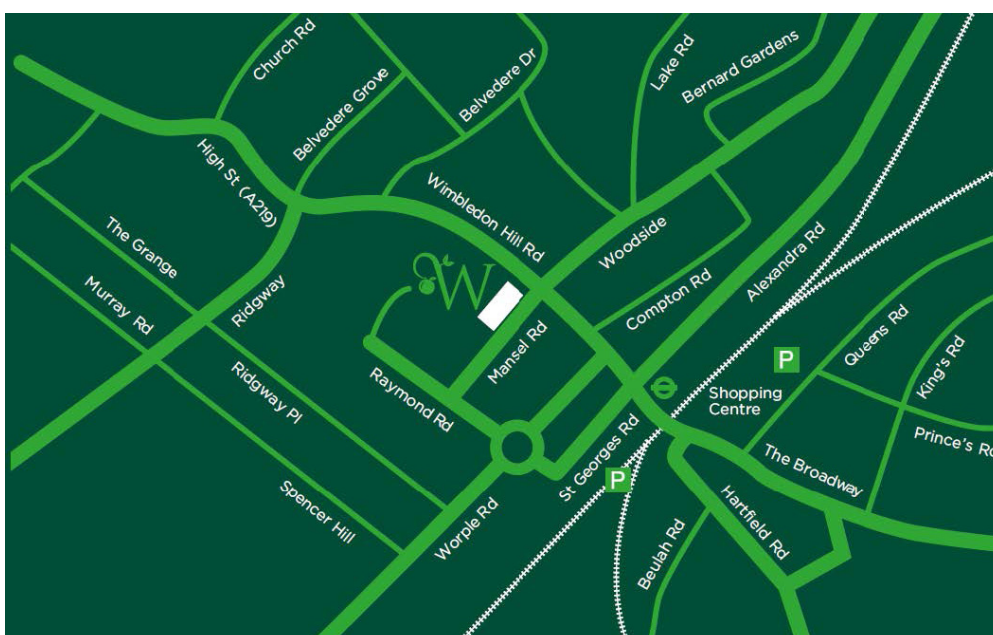 Church Rd
Belvedere Grove
Belvedere Dr
Lake Rd
Bernard Gardens
High St (A219)
Wimbledon Hill Rd
Woodside
Alexandra Rd
The Grange
Murray Rd
Ridgway
W
Mansel Rd
Compton Rd
Queens Rd
King's Rd
Prince's Rd
P
Shopping
Centre
Raymond Rd
Ridgway Pl
St Georges Rd
The Broadway
P
Spencer Hill
Worple Rd
Hartfield Rd
Beulah Rd